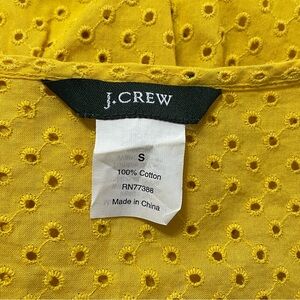 J.CREW
S
100% Cotton
RN77388
Made in China